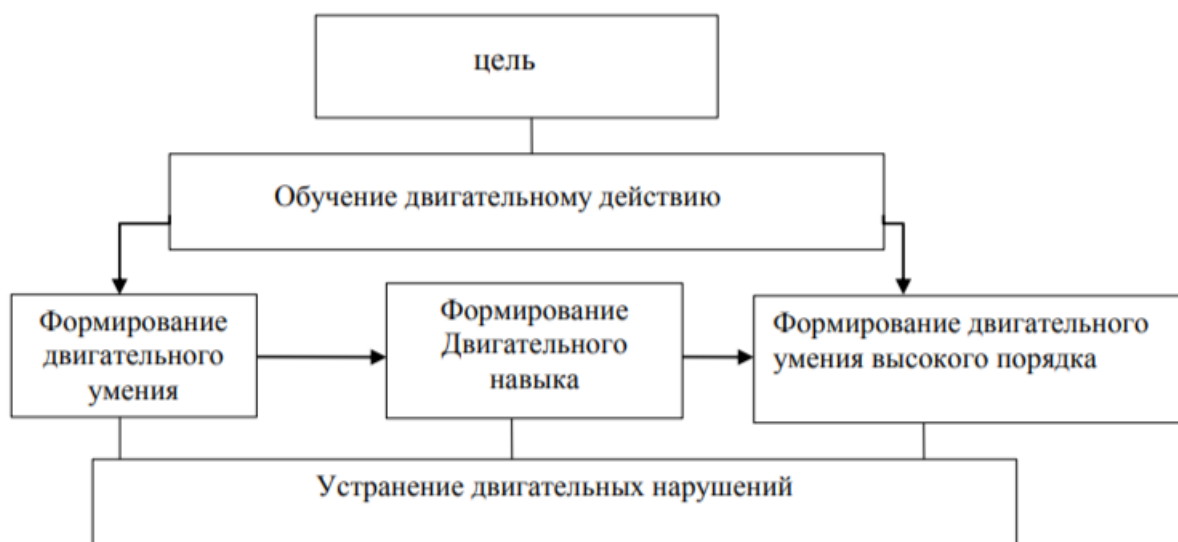 цель
Обучение двигательному действию
Формирование
двигательного
умения
Формирование
Двигательного
навыка
Формирование двигательного
умения высокого порядка
Устранение двигательных нарушений